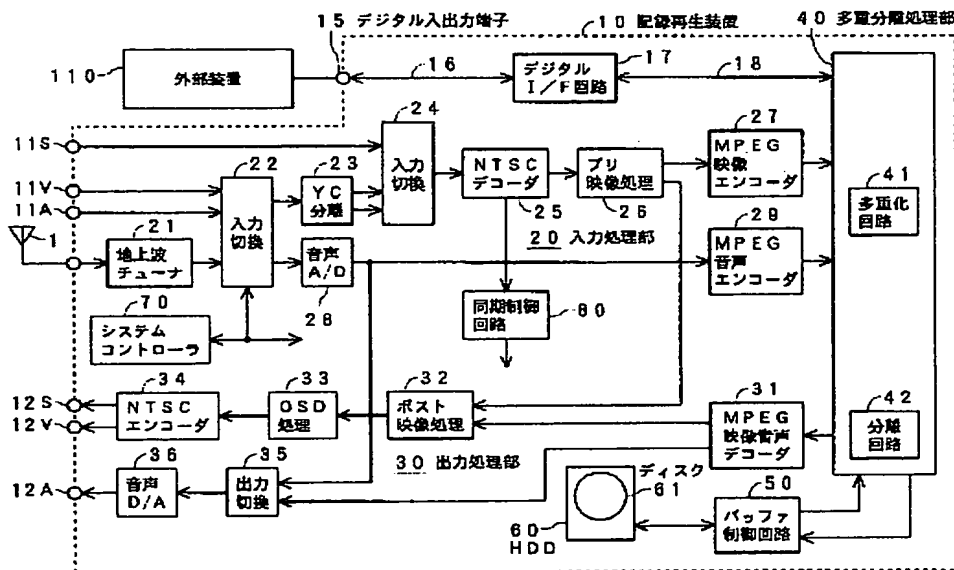 15 デジタル入出力端子
10 記録再生装置
40 多重分離処理部
110
外部装置
16
デジタル
I/F回路
17
18
11S
11V
11A
1
22
入力
切換
23
YC
分離
24
入力
切換
NTSC
デコーダ
25
プリ
映像処理
26
27
MPEG
映像
エンコーダ
41
多重化
回路
20 入力処理部
29
MPEG
音声
エンコーダ
21
地上波
チューナ
音声
A/D
28
70
システム
コントローラ
同期制御
回路
80
12S
12V
34
NTSC
エンコーダ
33
OSD
処理
32
ポスト
映像処理
31
MPEG
映像音声
デコーダ
42
分離
回路
30 出力処理部
12A
36
音声
D/A
35
出力
切換
ディスク
61
60
HDD
50
バッファ
制御回路